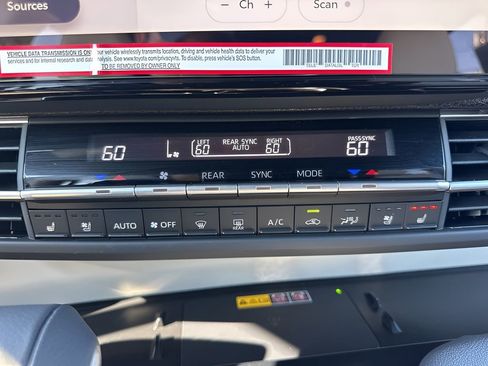 Sources
− Ch +
Scan
VEHICLE DATA TRANSMISSION IS ON! Your vehicle wirelessly transmits location, driving and vehicle health data to deliver your
services and for internal research and data analysis. See www.toyota.com/privacyvts. To disable, press vehicle's SOS button.
TO BE REMOVED BY OWNER ONLY
60
LEFT
60
REAR SYNC
AUTO
RIGHT
60
PASS SYNC
60
REAR
SYNC
MODE
AUTO
OFF
REAR
A/C